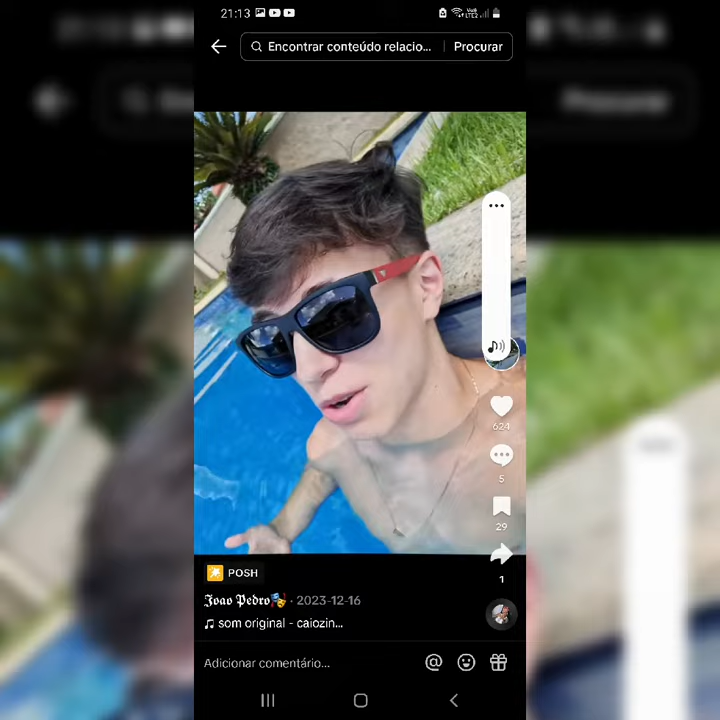 21:13
Encontrar conteúdo relacio... Procurar
624
5
29
1
POSH
Joao Pedro🎭 · 2023-12-16
som original - caiozin...
Adicionar comentário...